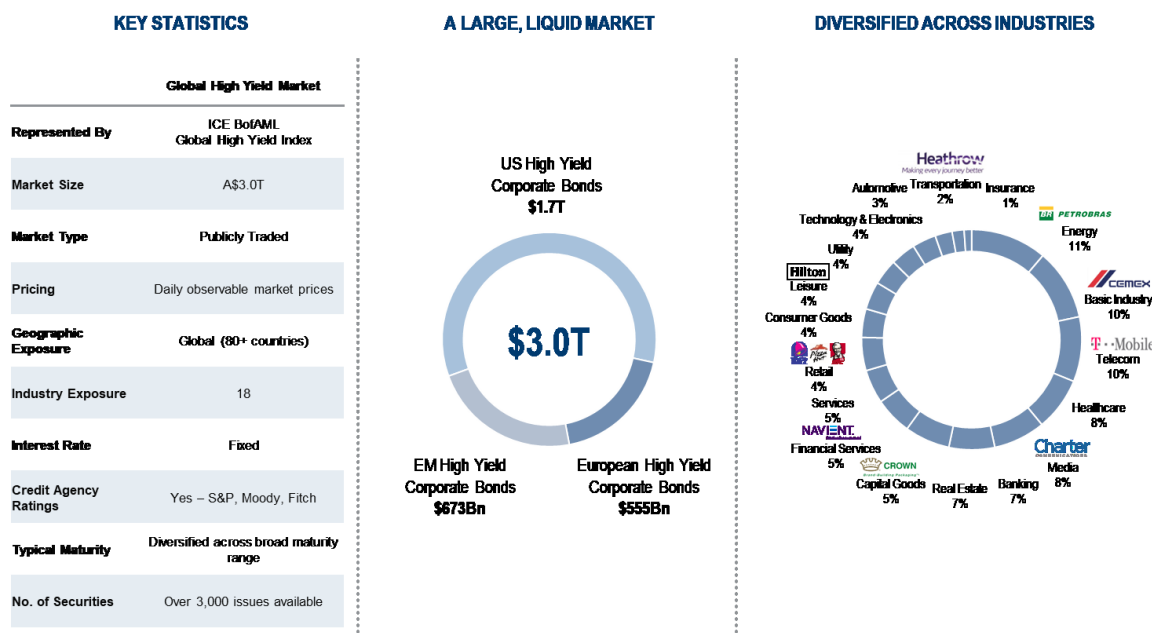 KEY STATISTICS
Global High Yield Market
Represented By
ICE BofAML
Global High Yield Index
Market Size
A$3.0T
Market Type
Publicly Traded
Pricing
Daily observable market prices
Geographic
Exposure
Global (80+ countries)
Industry Exposure
18
Interest Rate
Fixed
Credit Agency
Ratings
Yes – S&P, Moody, Fitch
Typical Maturity
Diversified across broad maturity
range
No. of Securities
Over 3,000 issues available
A LARGE, LIQUID MARKET
US High Yield
Corporate Bonds
$1.7T
$3.0T
EM High Yield
Corporate Bonds
$673Bn
European High Yield
Corporate Bonds
$555Bn
DIVERSIFIED ACROSS INDUSTRIES
Heathrow
Making every journey better
Automotive
3%
Transportation
2%
Insurance
1%
Technology & Electronics
4%
BR PETROBRAS
Energy
11%
Utility
4%
Hilton
Leisure
4%
CEMEX
Basic Industry
10%
Consumer Goods
4%
T··Mobile
Telecom
10%
Pizza
Hut
KFC
Retail
4%
Healthcare
8%
Services
5%
NAVIENT
Financial Services
5%
Charter
COMMUNICATIONS
Media
8%
CROWN
Capital Goods
5%
Real Estate
7%
Banking
7%